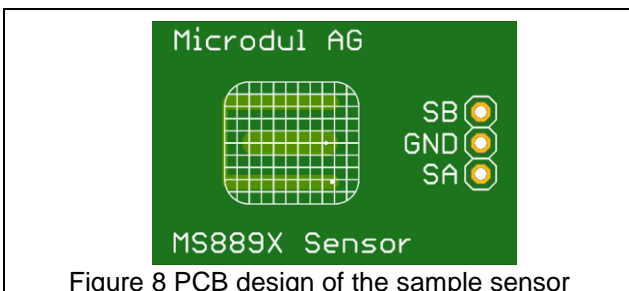 Microdul AG
SB
GND
SA
MS889X Sensor
Figure 8 PCB design of the sample sensor